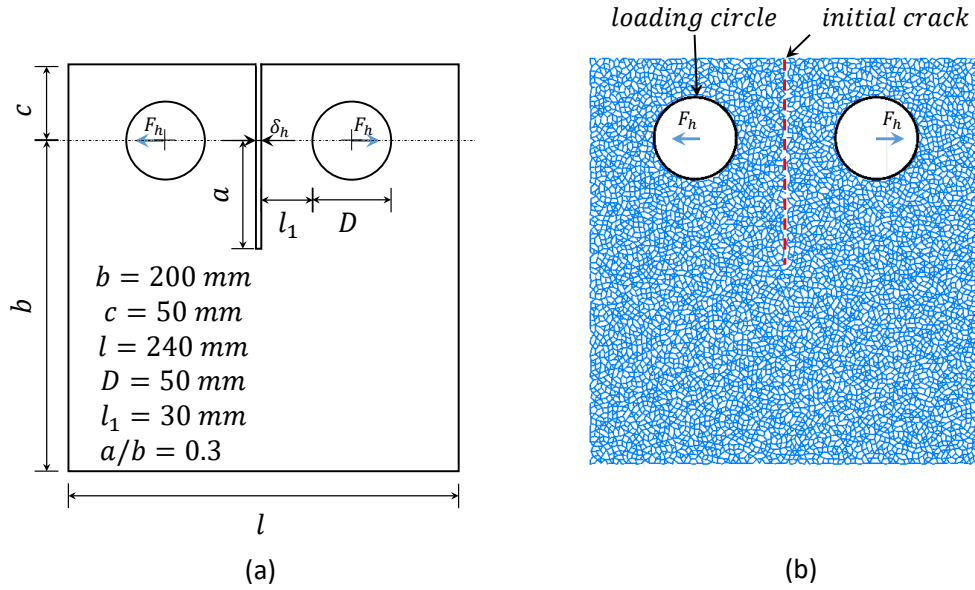 loading circle
initial crack
c
F_h
δ_h
F_h
a
l_1
D
b
b = 200 mm
c = 50 mm
l = 240 mm
D = 50 mm
l_1 = 30 mm
a/b = 0.3
l
(a)
F_h
F_h
(b)